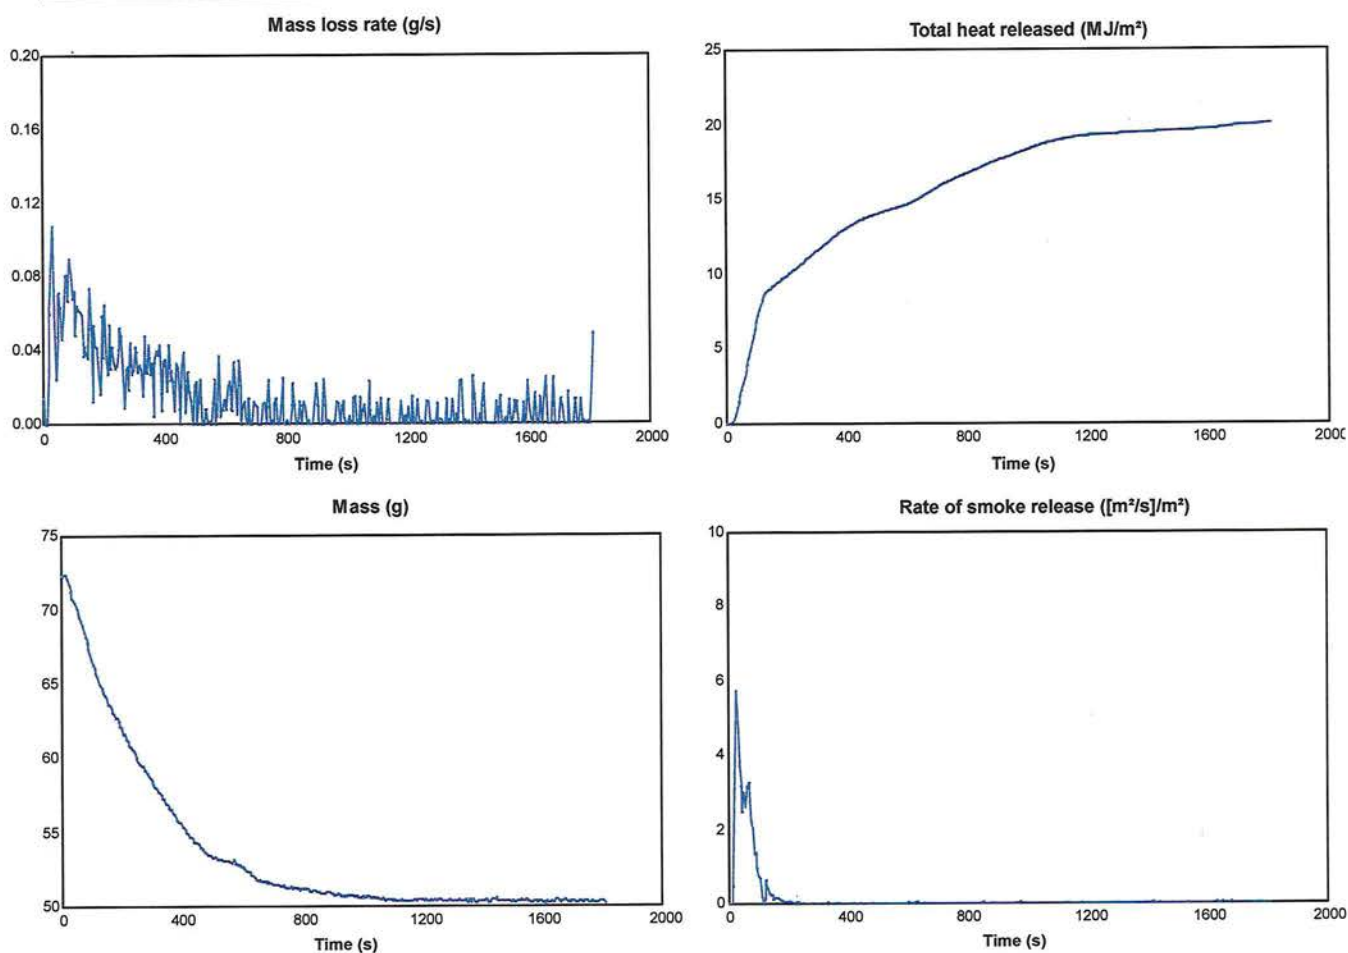 Mass loss rate (g/s)
0.20
0.16
0.12
0.08
0.04
0.00
0 400 800 1200 1600 2000
Time (s)
Total heat released (MJ/m²)
25
20
15
10
5
0
0 400 800 1200 1600 2000
Time (s)
Mass (g)
75
70
65
60
55
50
0 400 800 1200 1600 2000
Time (s)
Rate of smoke release ([m²/s]/m²)
10
8
6
4
2
0
0 400 800 1200 1600 2000
Time (s)